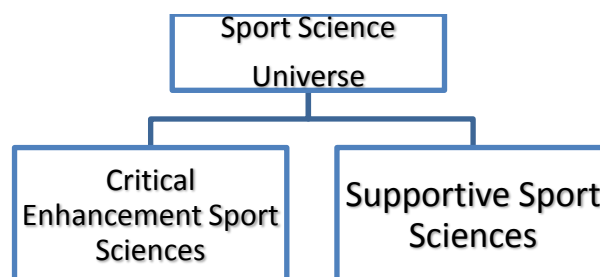 Sport Science
Universe
Critical
Enhancement Sport
Sciences
Supportive Sport
Sciences